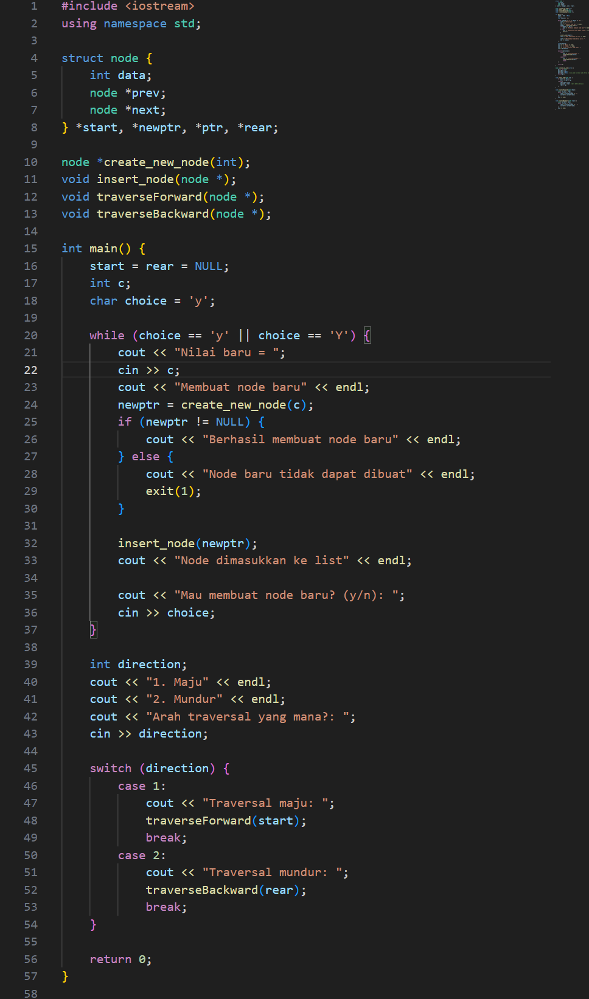 1 #include <iostream>
2 using namespace std;
3
4 struct node {
5     int data;
6     node *prev;
7     node *next;
8 } *start, *newptr, *ptr, *rear;
9
10 node *create_new_node(int);
11 void insert_node(node *);
12 void traverseForward(node *);
13 void traverseBackward(node *);
14
15 int main() {
16     start = rear = NULL;
17     int c;
18     char choice = 'y';
19
20     while (choice == 'y' || choice == 'Y') {
21         cout << "Nilai baru = ";
22         cin >> c;
23         cout << "Membuat node baru" << endl;
24         newptr = create_new_node(c);
25         if (newptr != NULL) {
26             cout << "Berhasil membuat node baru" << endl;
27         } else {
28             cout << "Node baru tidak dapat dibuat" << endl;
29             exit(1);
30         }
31
32         insert_node(newptr);
33         cout << "Node dimasukkan ke list" << endl;
34
35         cout << "Mau membuat node baru? (y/n): ";
36         cin >> choice;
37     }
38
39     int direction;
40     cout << "1. Maju" << endl;
41     cout << "2. Mundur" << endl;
42     cout << "Arah traversal yang mana?: ";
43     cin >> direction;
44
45     switch (direction) {
46         case 1:
47             cout << "Traversal maju: ";
48             traverseForward(start);
49             break;
50         case 2:
51             cout << "Traversal mundur: ";
52             traverseBackward(rear);
53             break;
54     }
55
56     return 0;
57 }
58